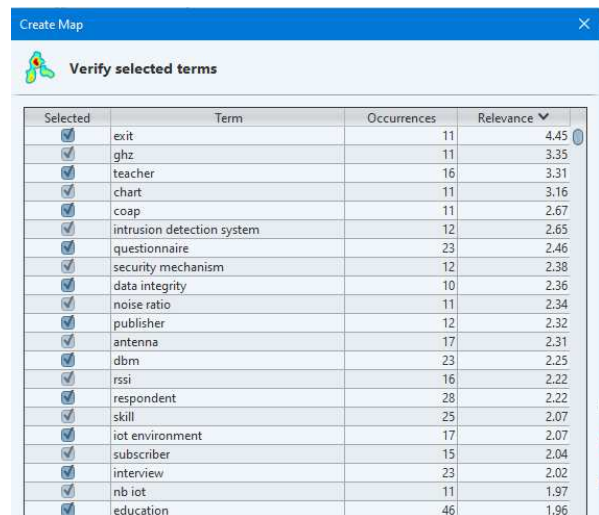 Create Map
Verify selected terms
Selected Term Occurrences Relevance
exit 11 4.45
ghz 11 3.35
teacher 16 3.31
chart 11 3.16
coap 11 2.67
intrusion detection system 12 2.65
questionnaire 23 2.46
security mechanism 12 2.38
data integrity 10 2.36
noise ratio 11 2.34
publisher 12 2.32
antenna 17 2.31
dbm 23 2.25
rssi 16 2.22
respondent 28 2.22
skill 25 2.07
iot environment 17 2.07
subscriber 15 2.04
interview 23 2.02
nb iot 11 1.97
education 46 1.96